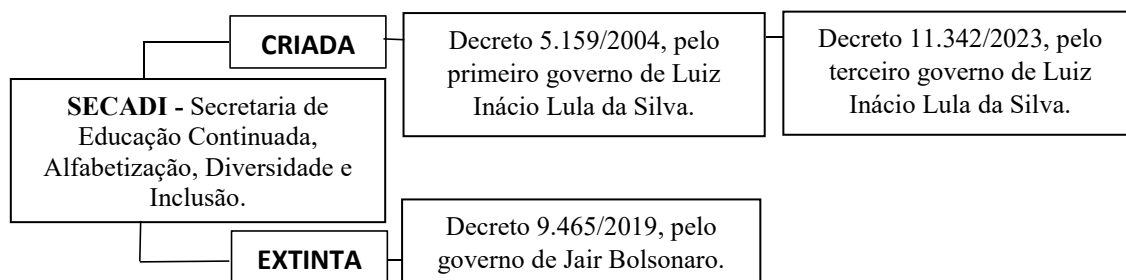 CRIADA
Decreto 5.159/2004, pelo
primeiro governo de Luiz
Inácio Lula da Silva.
Decreto 11.342/2023, pelo
terceiro governo de Luiz
Inácio Lula da Silva.
SECADI - Secretaria de
Educação Continuada,
Alfabetização, Diversidade e
Inclusão.
EXTINTA
Decreto 9.465/2019, pelo
governo de Jair Bolsonaro.